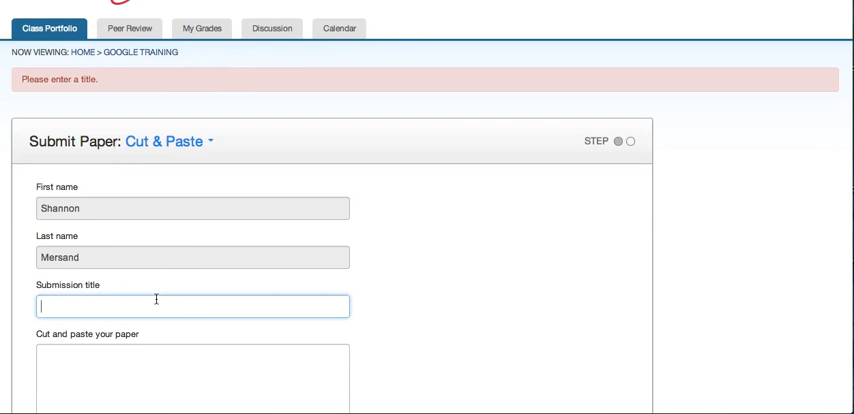 Class Portfolio Peer Review My Grades Discussion Calendar
NOW VIEWING: HOME > GOOGLE TRAINING
Please enter a title.
Submit Paper: Cut & Paste STEP
First name
Shannon
Last name
Mersand
Submission title
Cut and paste your paper